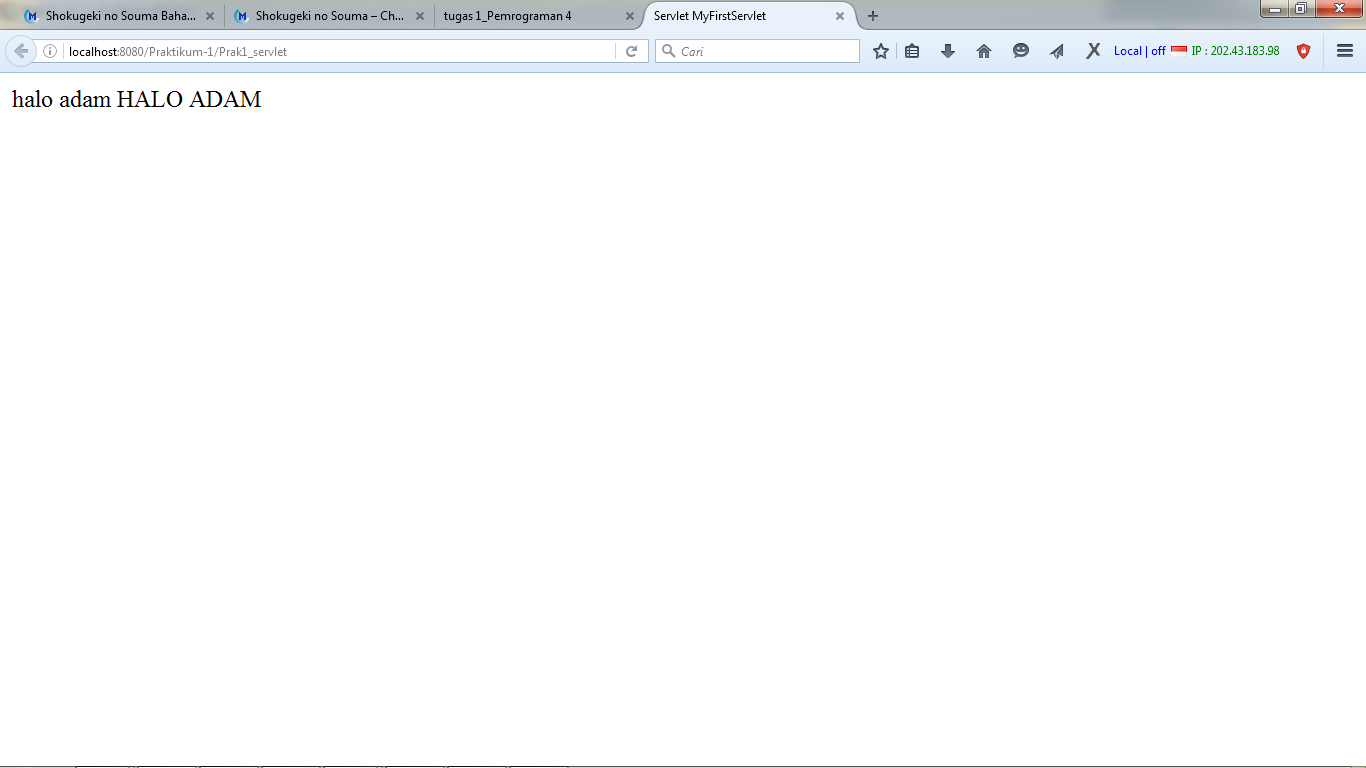 Shokugeki no Souma Baha...
Shokugeki no Souma – Ch...
tugas 1_Pemrograman 4
Servlet MyFirstServlet
localhost:8080/Praktikum-1/Prak1_servlet
Cari
Local | off
IP : 202.43.183.98
halo adam HALO ADAM